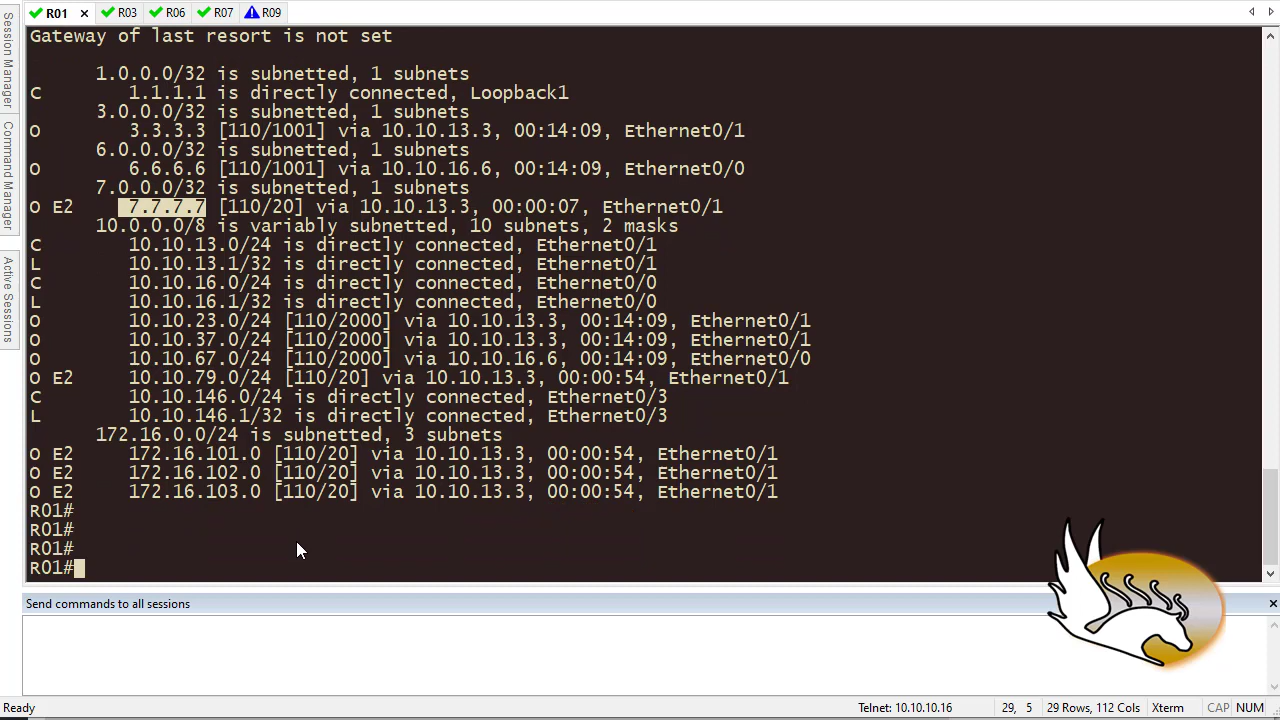 R01 × R03 R06 R07 R09
Session Manager
Command Manager
Active Sessions
Gateway of last resort is not set
1.0.0.0/32 is subnetted, 1 subnets
C 1.1.1.1 is directly connected, Loopback1
3.0.0.0/32 is subnetted, 1 subnets
O 3.3.3.3 [110/1001] via 10.10.13.3, 00:14:09, Ethernet0/1
6.0.0.0/32 is subnetted, 1 subnets
O 6.6.6.6 [110/1001] via 10.10.16.6, 00:14:09, Ethernet0/0
7.0.0.0/32 is subnetted, 1 subnets
O E2 7.7.7.7 [110/20] via 10.10.13.3, 00:00:07, Ethernet0/1
10.0.0.0/8 is variably subnetted, 10 subnets, 2 masks
C 10.10.13.0/24 is directly connected, Ethernet0/1
L 10.10.13.1/32 is directly connected, Ethernet0/1
C 10.10.16.0/24 is directly connected, Ethernet0/0
L 10.10.16.1/32 is directly connected, Ethernet0/0
O 10.10.23.0/24 [110/2000] via 10.10.13.3, 00:14:09, Ethernet0/1
O 10.10.37.0/24 [110/2000] via 10.10.13.3, 00:14:09, Ethernet0/1
O 10.10.67.0/24 [110/2000] via 10.10.16.6, 00:14:09, Ethernet0/0
O E2 10.10.79.0/24 [110/20] via 10.10.13.3, 00:00:54, Ethernet0/1
C 10.10.146.0/24 is directly connected, Ethernet0/3
L 10.10.146.1/32 is directly connected, Ethernet0/3
172.16.0.0/24 is subnetted, 3 subnets
O E2 172.16.101.0 [110/20] via 10.10.13.3, 00:00:54, Ethernet0/1
O E2 172.16.102.0 [110/20] via 10.10.13.3, 00:00:54, Ethernet0/1
O E2 172.16.103.0 [110/20] via 10.10.13.3, 00:00:54, Ethernet0/1
R01#
R01#
R01#
R01#
Send commands to all sessions ×
Ready Telnet: 10.10.10.16 29, 5 29 Rows, 112 Cols Xterm CAP NUM